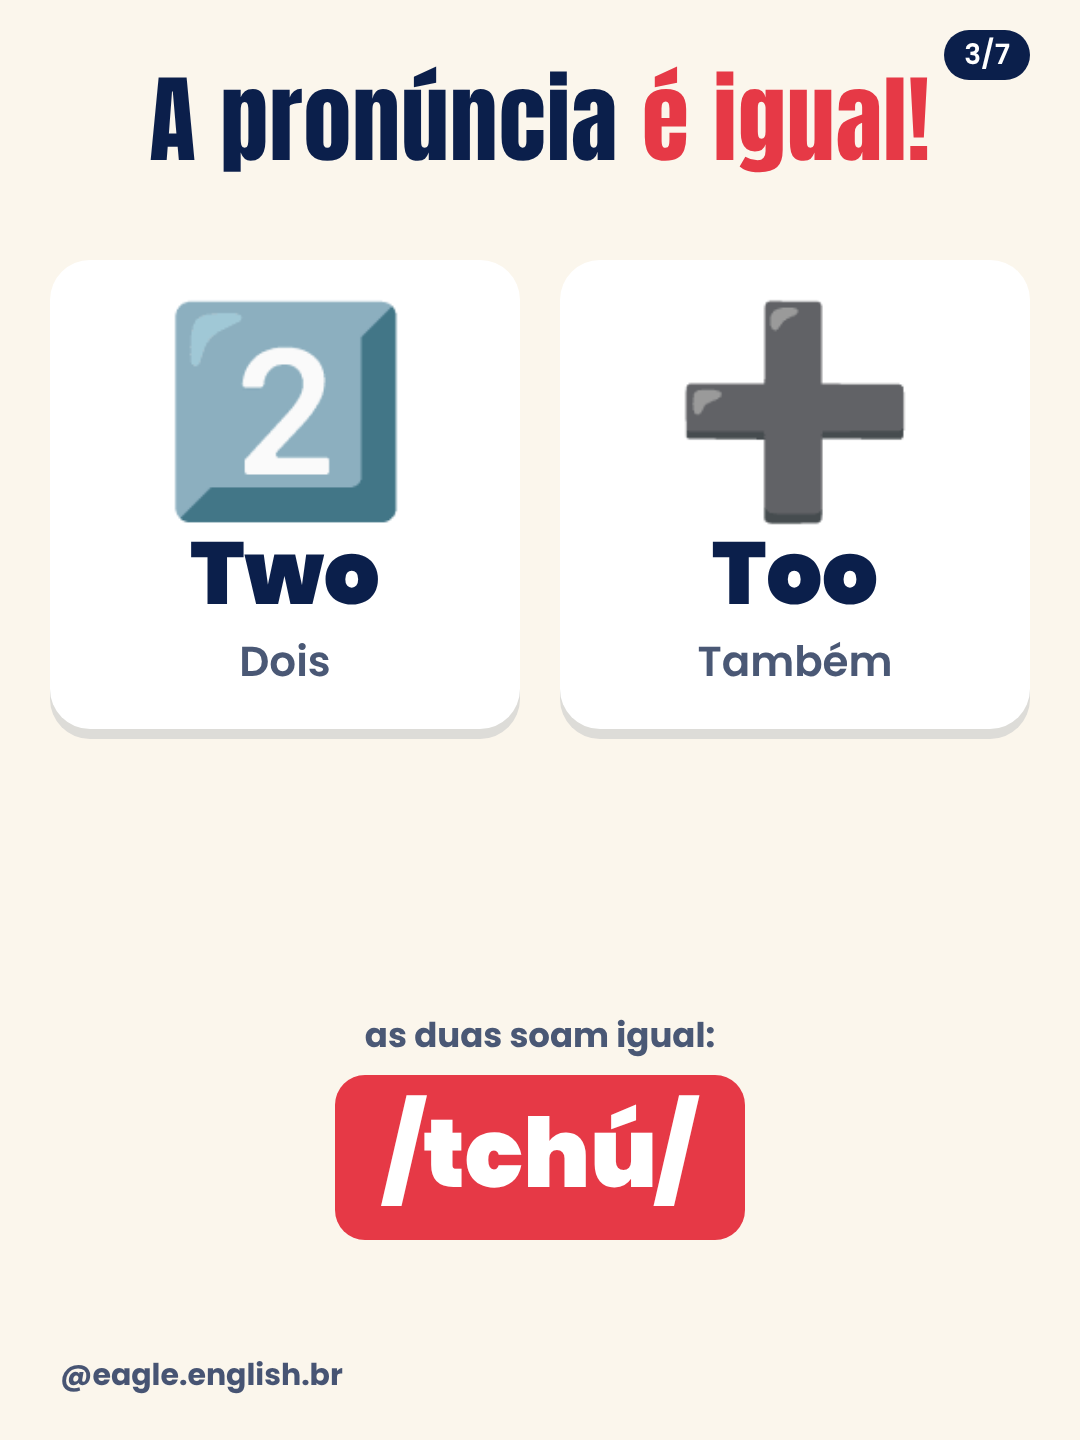 3/7
A pronúncia é igual!
2
Two
Dois
Too
Também
as duas soam igual:
/tchú/
@eagle.english.br